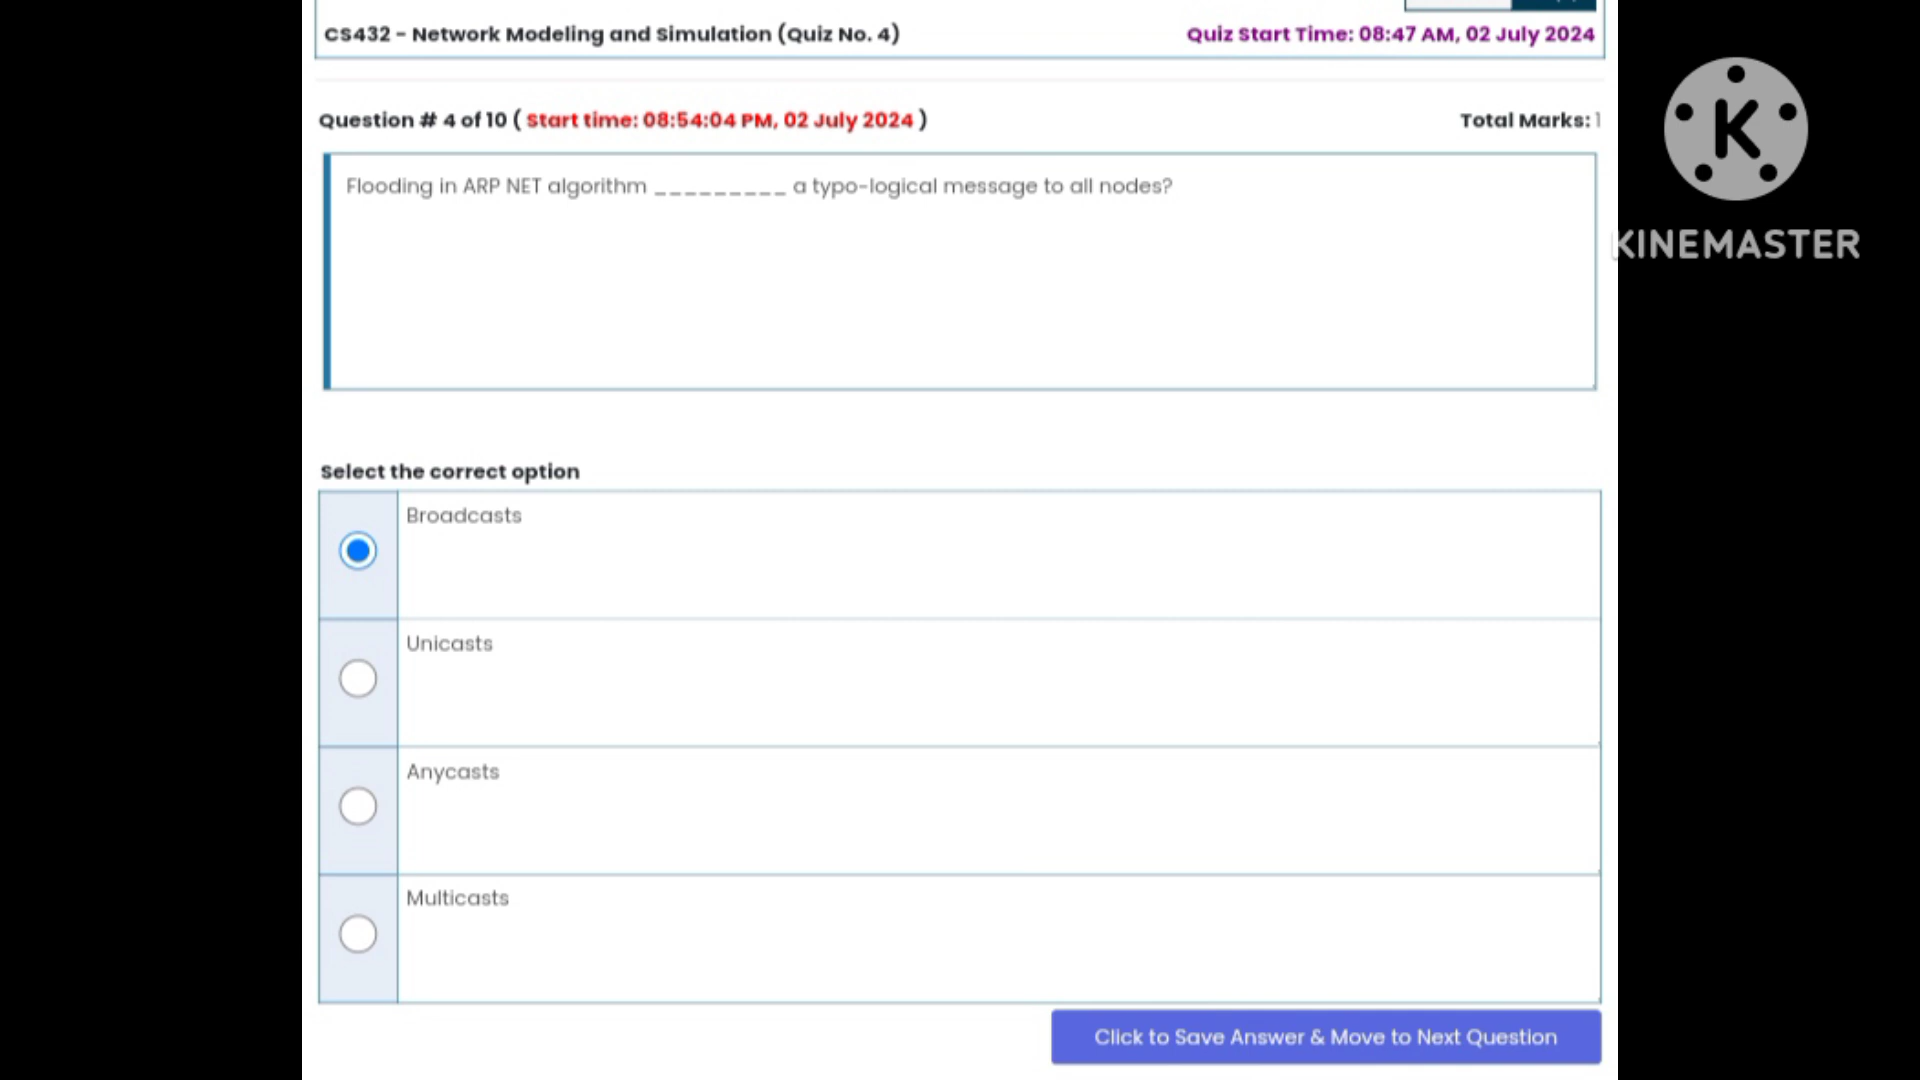 CS432 - Network Modeling and Simulation (Quiz No. 4) Quiz Start Time: 08:47 AM, 02 July 2024
Question # 4 of 10 ( Start time: 08:54:04 PM, 02 July 2024 ) Total Marks: 1
Flooding in ARP NET algorithm _________ a typo-logical message to all nodes?
Select the correct option
Broadcasts
Unicasts
Anycasts
Multicasts
Click to Save Answer & Move to Next Question
K
KINEMASTER